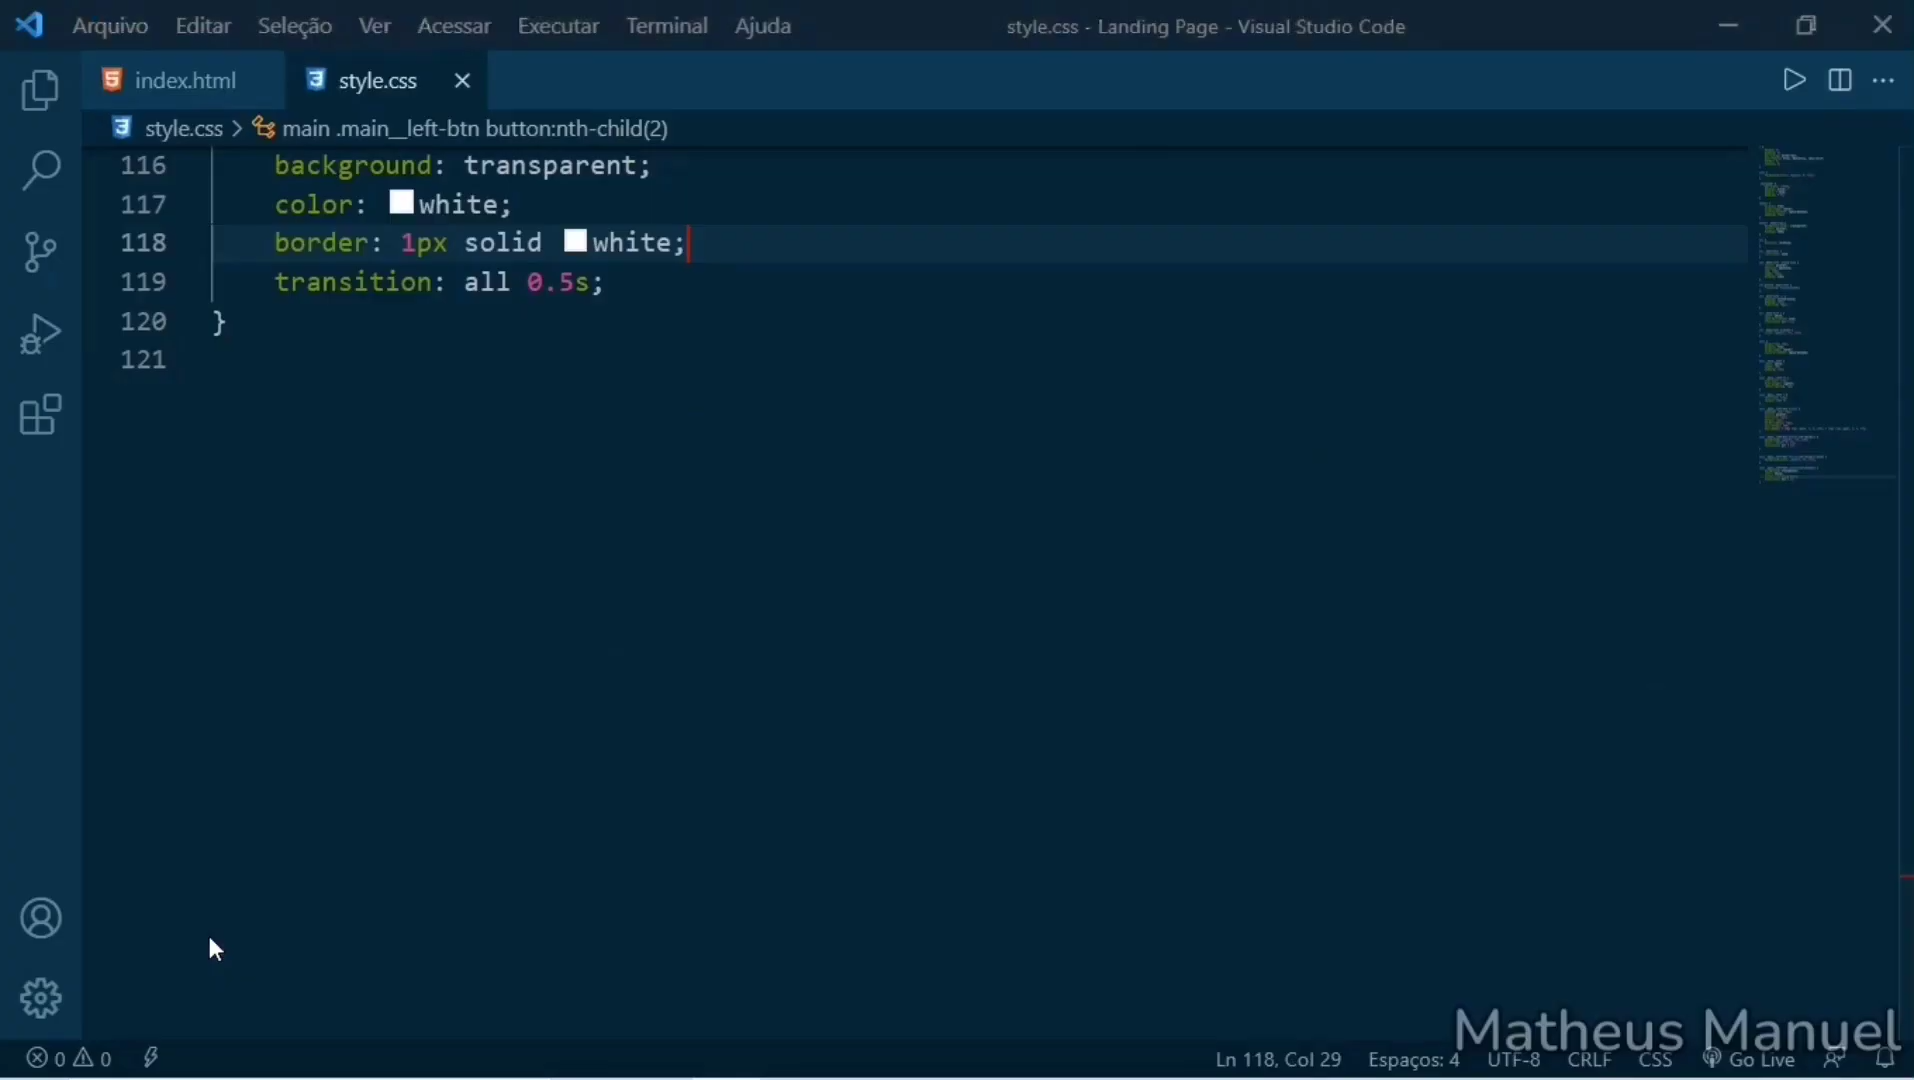 Arquivo Editar Seleção Ver Acessar Executar Terminal Ajuda style.css - Landing Page - Visual Studio Code
index.html style.css
style.css > main .main__left-btn button:nth-child(2)
116 background: transparent;
117 color: white;
118 border: 1px solid white;
119 transition: all 0.5s;
120 }
121
Matheus Manuel
0 0 Ln 118, Col 29 Espaços: 4 UTF-8 CRLF CSS Go Live